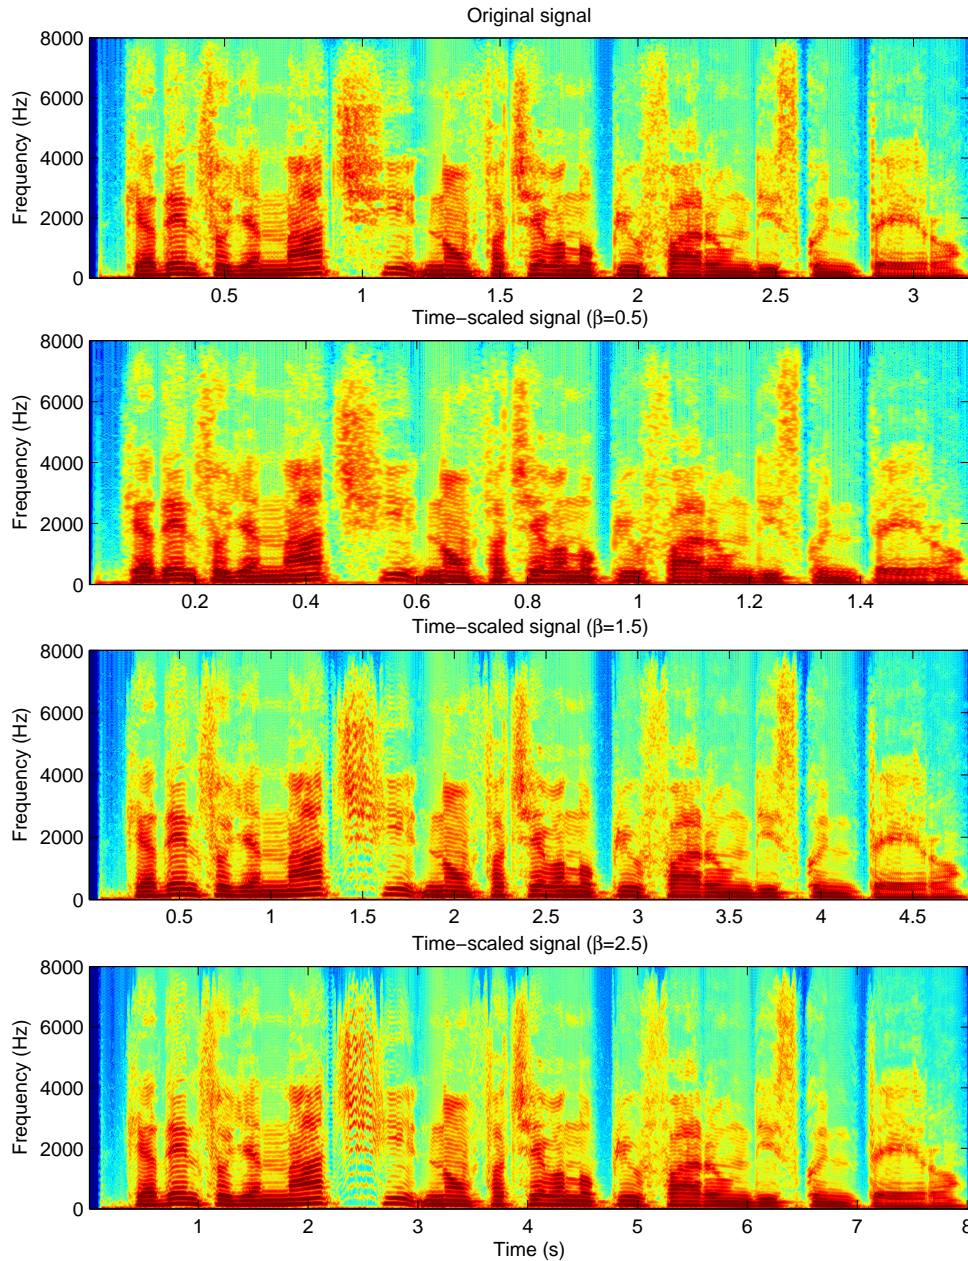 Original signal
Frequency (Hz)
8000
6000
4000
2000
0
0.5 1 1.5 2 2.5 3
Time−scaled signal (β=0.5)
Frequency (Hz)
8000
6000
4000
2000
0
0.2 0.4 0.6 0.8 1 1.2 1.4
Time−scaled signal (β=1.5)
Frequency (Hz)
8000
6000
4000
2000
0
0.5 1 1.5 2 2.5 3 3.5 4 4.5
Time−scaled signal (β=2.5)
Frequency (Hz)
8000
6000
4000
2000
0
1 2 3 4 5 6 7 8
Time (s)